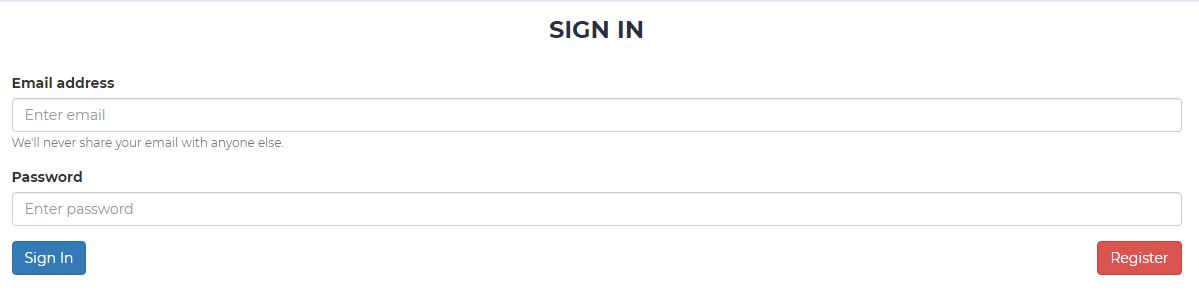 SIGN IN
Email address
Enter email
We'll never share your email with anyone else.
Password
Enter password
Sign In
Register